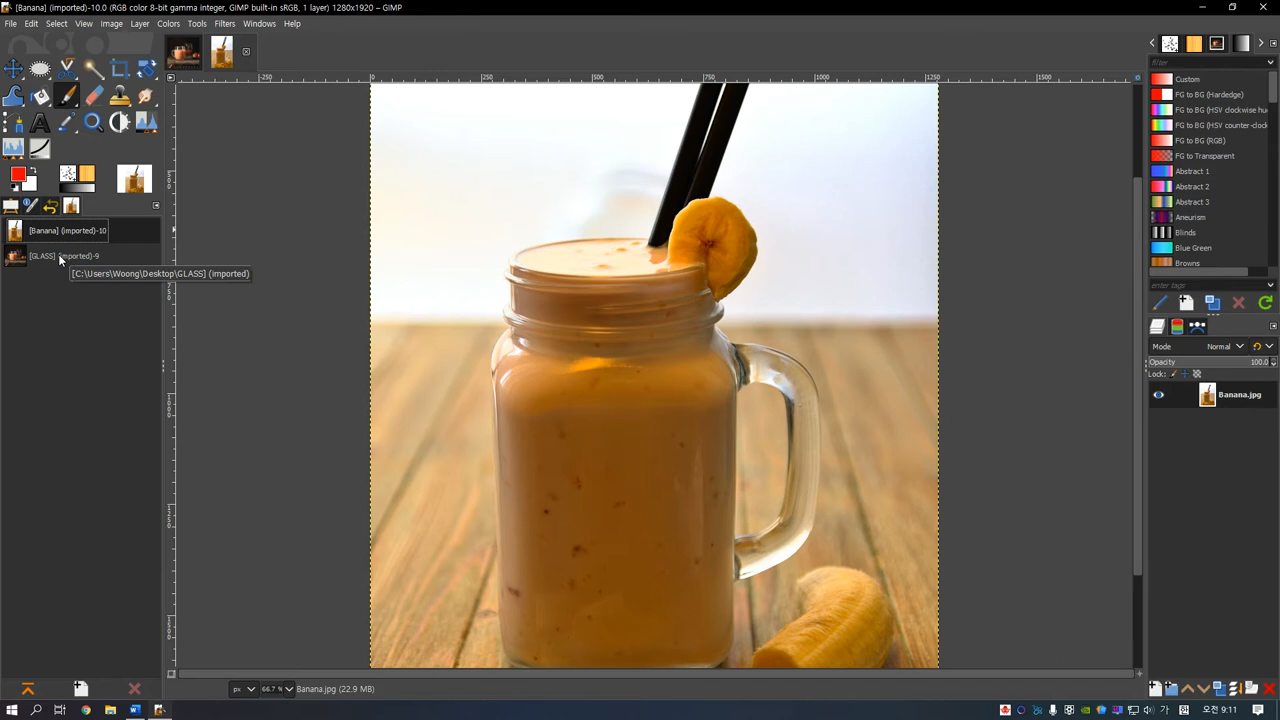 [Banana] (imported)-10.0 (RGB color 8-bit gamma integer, GIMP built-in sRGB, 1 layer) 1280x1920 – GIMP
File Edit Select View Image Layer Colors Tools Filters Windows Help
-250 0 250 500 750 1000 1250 1500
filter
Custom
FG to BG (Hardedge)
FG to BG (HSV clockwise hu
FG to BG (HSV counter-clock
FG to BG (RGB)
FG to Transparent
Abstract 1
Abstract 2
Abstract 3
Aneurism
Blinds
Blue Green
Browns
enter tags
[Banana] (imported)-10
[GLASS] (imported)-9
[C:\Users\Woong\Desktop\GLASS] (imported)
Mode Normal
Opacity 100.0
Lock:
Banana.jpg
px 66.7 % Banana.jpg (22.9 MB)
오전 9:11